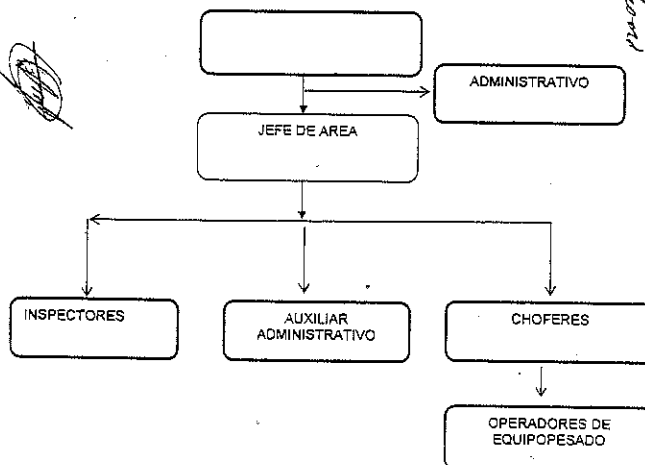 ADMINISTRATIVO
JEFE DE AREA
INSPECTORES
AUXILIAR
ADMINISTRATIVO
CHOFERES
OPERADORES DE
EQUIPOPESADO